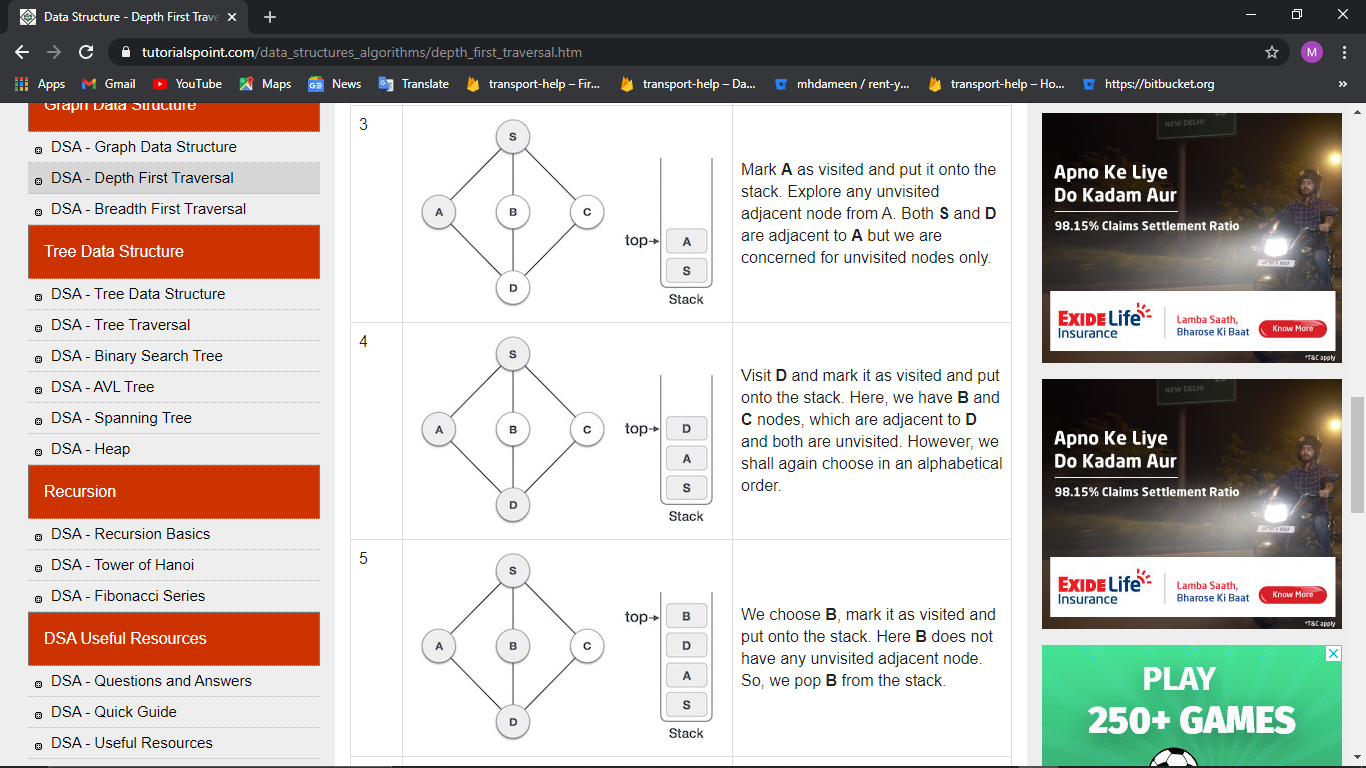 Data Structure - Depth First Trave
tutorialspoint.com/data_structures_algorithms/depth_first_traversal.htm
M
Apps
Gmail
YouTube
Maps
News
Translate
transport-help – Fir...
transport-help – Da...
mhdameen / rent-y...
transport-help – Ho...
https://bitbucket.org
»
Graph Data Structure
DSA - Graph Data Structure
DSA - Depth First Traversal
DSA - Breadth First Traversal
Tree Data Structure
DSA - Tree Data Structure
DSA - Tree Traversal
DSA - Binary Search Tree
DSA - AVL Tree
DSA - Spanning Tree
DSA - Heap
Recursion
DSA - Recursion Basics
DSA - Tower of Hanoi
DSA - Fibonacci Series
DSA Useful Resources
DSA - Questions and Answers
DSA - Quick Guide
DSA - Useful Resources
3
S
A
B
C
D
top
A
S
Stack
Mark A as visited and put it onto the
stack. Explore any unvisited
adjacent node from A. Both S and D
are adjacent to A but we are
concerned for unvisited nodes only.
4
S
A
B
C
D
top
D
A
S
Stack
Visit D and mark it as visited and put
onto the stack. Here, we have B and
C nodes, which are adjacent to D
and both are unvisited. However, we
shall again choose in an alphabetical
order.
5
S
A
B
C
D
top
B
D
A
S
Stack
We choose B, mark it as visited and
put onto the stack. Here B does not
have any unvisited adjacent node.
So, we pop B from the stack.
NEW DELHI
Apno Ke Liye
Do Kadam Aur
98.15% Claims Settlement Ratio
EXIDE Life
Insurance
Lamba Saath,
Bharose Ki Baat
Know More
*T&C apply
NEW DELHI
Apno Ke Liye
Do Kadam Aur
98.15% Claims Settlement Ratio
EXIDE Life
Insurance
Lamba Saath,
Bharose Ki Baat
Know More
*T&C apply
PLAY
250+ GAMES